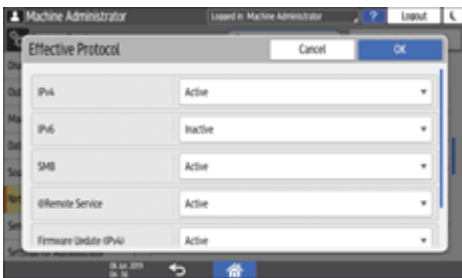 Machine Administrator
Logged in: Machine Administrator
?
Logout
Effective Protocol
Cancel
OK
IPv4
Active
IPv6
Inactive
SMB
Active
@Remote Service
Active
Firmware Update (IPv4)
Active